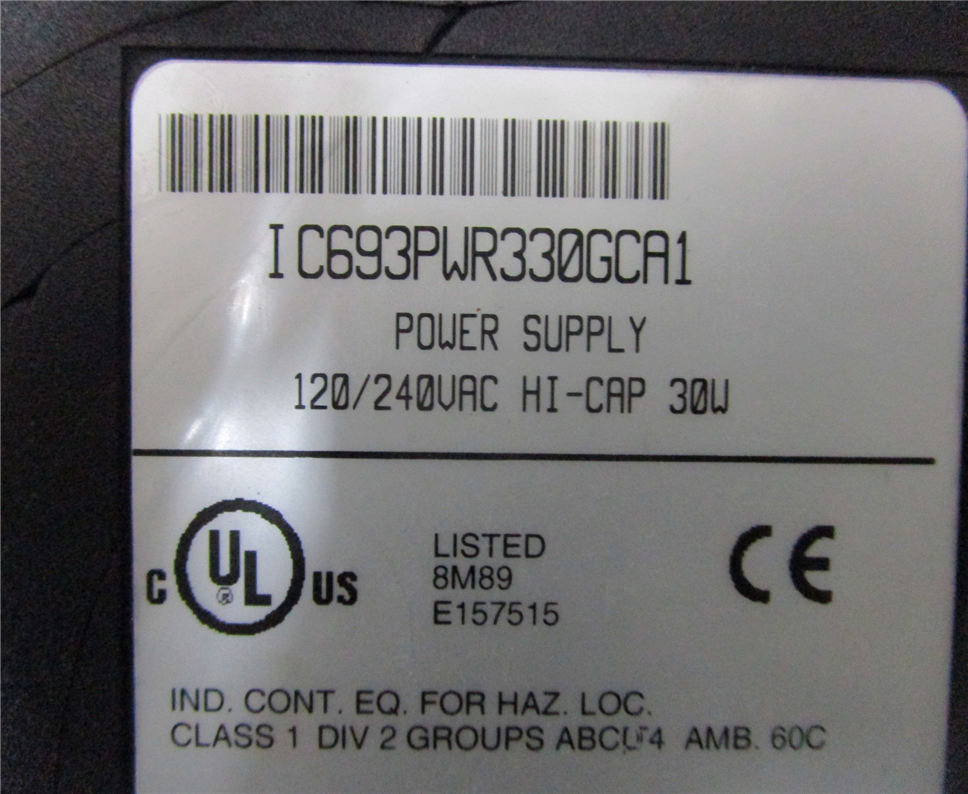 IC693PWR330GCA1
POWER SUPPLY
120/240VAC HI-CAP 30W
C UL US
LISTED
8M89
E157515
CE
IND. CONT. EQ. FOR HAZ. LOC.
CLASS 1 DIV 2 GROUPS AMB. 60C